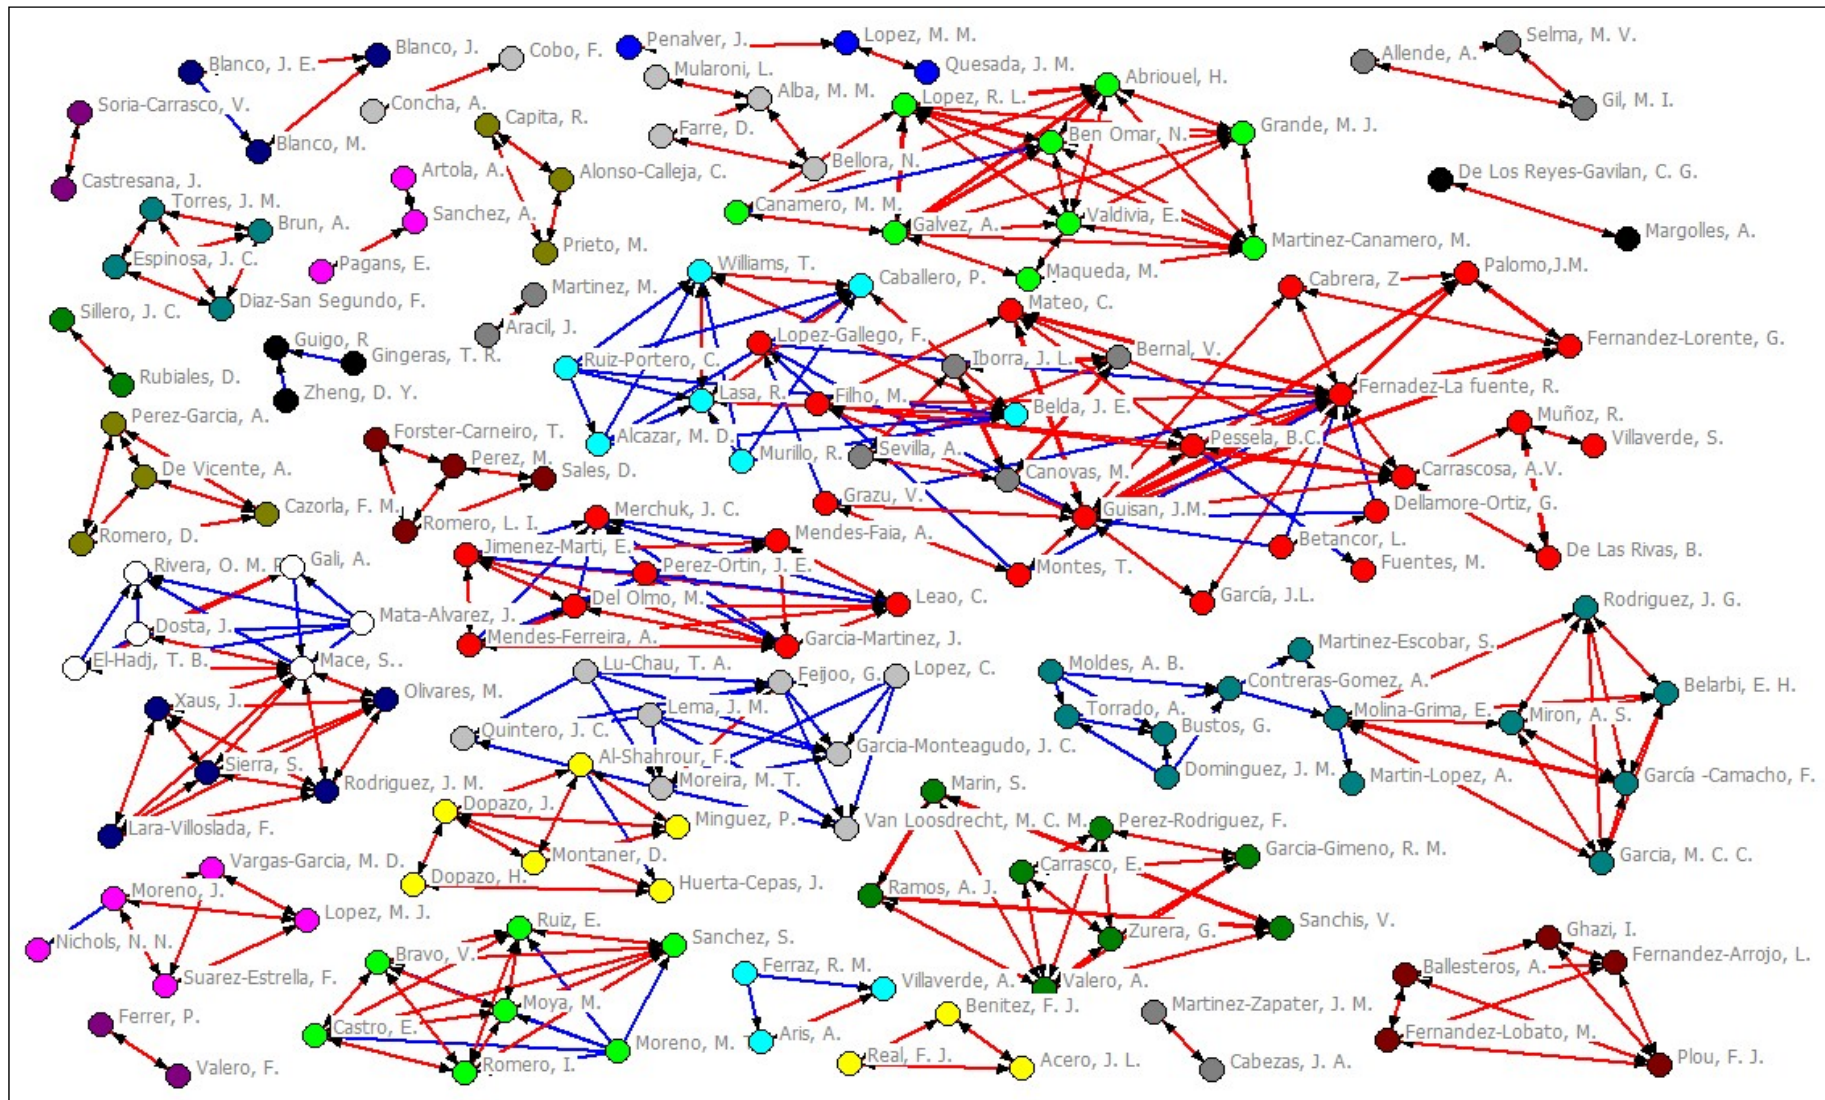 Blanco, J. E.
Blanco, J.
Cobo, F.
Penalver, J.
Lopez, M. M.
Selma, M. V.
Allende, A.
Mularoni, L.
Quesada, J. M.
Abriouel, H.
Soria-Carrasco, V.
Concha, A.
Capita, R.
Alba, M. M.
Lopez, R. L.
Gil, M. I.
Blanco, M.
Farre, D.
Ben Omar, N.
Grande, M. J.
Castresana, J.
Artola, A.
Alonso-Calleja, C.
Bellora, N.
De Los Reyes-Gavilan, C. G.
Torres, J. M.
Brun, A.
Sanchez, A.
Canamero, M. M.
Galvez, A.
Valdivia, E.
Martinez-Canamero, M.
Margolles, A.
Espinosa, J. C.
Pagans, E.
Prieto, M.
Williams, T.
Caballero, P.
Maqueda, M.
Cabrera, Z
Palomo,J.M.
Diaz-San Segundo, F.
Martinez, M.
Mateo, C.
Sillero, J. C.
Aracil, J.
Lopez-Gallego, F.
Fernandez-Lorente, G.
Guigo, R
Gingeras, T. R.
Ruiz-Portero, C.
Iborra, J. L.
Bernal, V.
Rubiales, D.
Zheng, D. Y.
Lasa, R.
Filho, M.
Belda, J. E.
Fernadez-La fuente, R.
Perez-Garcia, A.
Forster-Carneiro, T.
Alcazar, M. D.
Murillo, R.
Sevilla, A.
Pessela, B.C.
Muñoz, R.
Villaverde, S.
De Vicente, A.
Perez, M.
Sales, D.
Canovas, M.
Carrascosa, A.V.
Cazorla, F. M.
Grazu, V.
Guisan, J.M.
Dellamore-Ortiz, G.
Romero, D.
Romero, L. I.
Merchuk, J. C.
Mendes-Faia, A.
Betancor, L.
De Las Rivas, B.
Rivera, O. M. F
Gali, A.
Jimenez-Marti, E.
Perez-Ortin, J. E.
Montes, T.
Fuentes, M.
Dosta, J.
Mata-Alvarez, J.
Del Olmo, M.
Leao, C.
García, J.L.
Rodriguez, J. G.
El-Hadj, T. B.
Mace, S..
Mendes-Ferreira, A.
Garcia-Martinez, J.
Martinez-Escobar, S.
Xaus, J.
Olivares, M.
Lu-Chau, T. A.
Feijoo, G.
Lopez, C.
Moldes, A. B.
Contreras-Gomez, A.
Belarbi, E. H.
Quintero, J. C.
Lema, J. M.
Torrado, A.
Bustos, G.
Molina-Grima, E.
Miron, A. S.
Sierra, S.
Al-Shahrour, F.
Garcia-Monteagudo, J. C.
Rodriguez, J. M.
Moreira, M. T.
Marin, S.
Dominguez, J. M.
Martin-Lopez, A.
García -Camacho, F.
Lara-Villoslada, F.
Dopazo, J.
Minguez, P.
Van Loosdrecht, M. C. M.
Perez-Rodriguez, F.
Garcia-Gimeno, R. M.
Garcia, M. C. C.
Vargas-Garcia, M. D.
Montaner, D.
Carrasco, E.
Moreno, J.
Dopazo, H.
Huerta-Cepas, J.
Ramos, A. J.
Lopez, M. J.
Ruiz, E.
Zurera, G.
Sanchis, V.
Nichols, N. N.
Bravo, V.
Sanchez, S.
Ghazi, I.
Suarez-Estrella, F.
Ferraz, R. M.
Villaverde, A.
Valero, A.
Ballesteros, A.
Fernandez-Arrojo, L.
Ferrer, P.
Castro, E.
Moya, M.
Moreno, M. T
Aris, A.
Benitez, F. J.
Martinez-Zapater, J. M.
Fernandez-Lobato, M.
Valero, F.
Romero, I.
Real, F. J.
Acero, J. L.
Cabezas, J. A.
Plou, F. J.